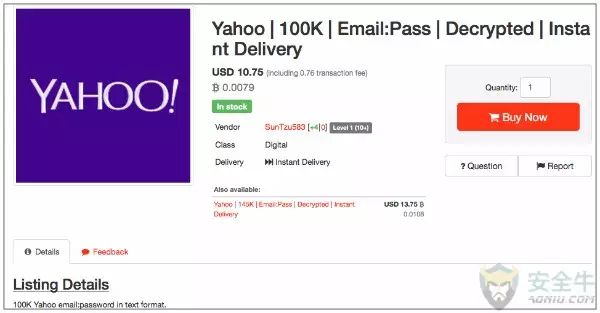 YAHOO!
Yahoo | 100K | Email:Pass | Decrypted | Insta
nt Delivery
USD 10.75 (including 0.76 transaction fee)
฿ 0.0079
In stock
Vendor SunTzu583 [+4|0] Level 1 (10+)
Class Digital
Delivery Instant Delivery
Also available:
Yahoo | 145K | Email:Pass | Decrypted | Instant USD 13.75 ฿
Delivery 0.0108
Quantity: 1
Buy Now
? Question
Report
Details
Feedback
Listing Details
100K Yahoo email:password in text format.
安全牛
AQNIU.COM